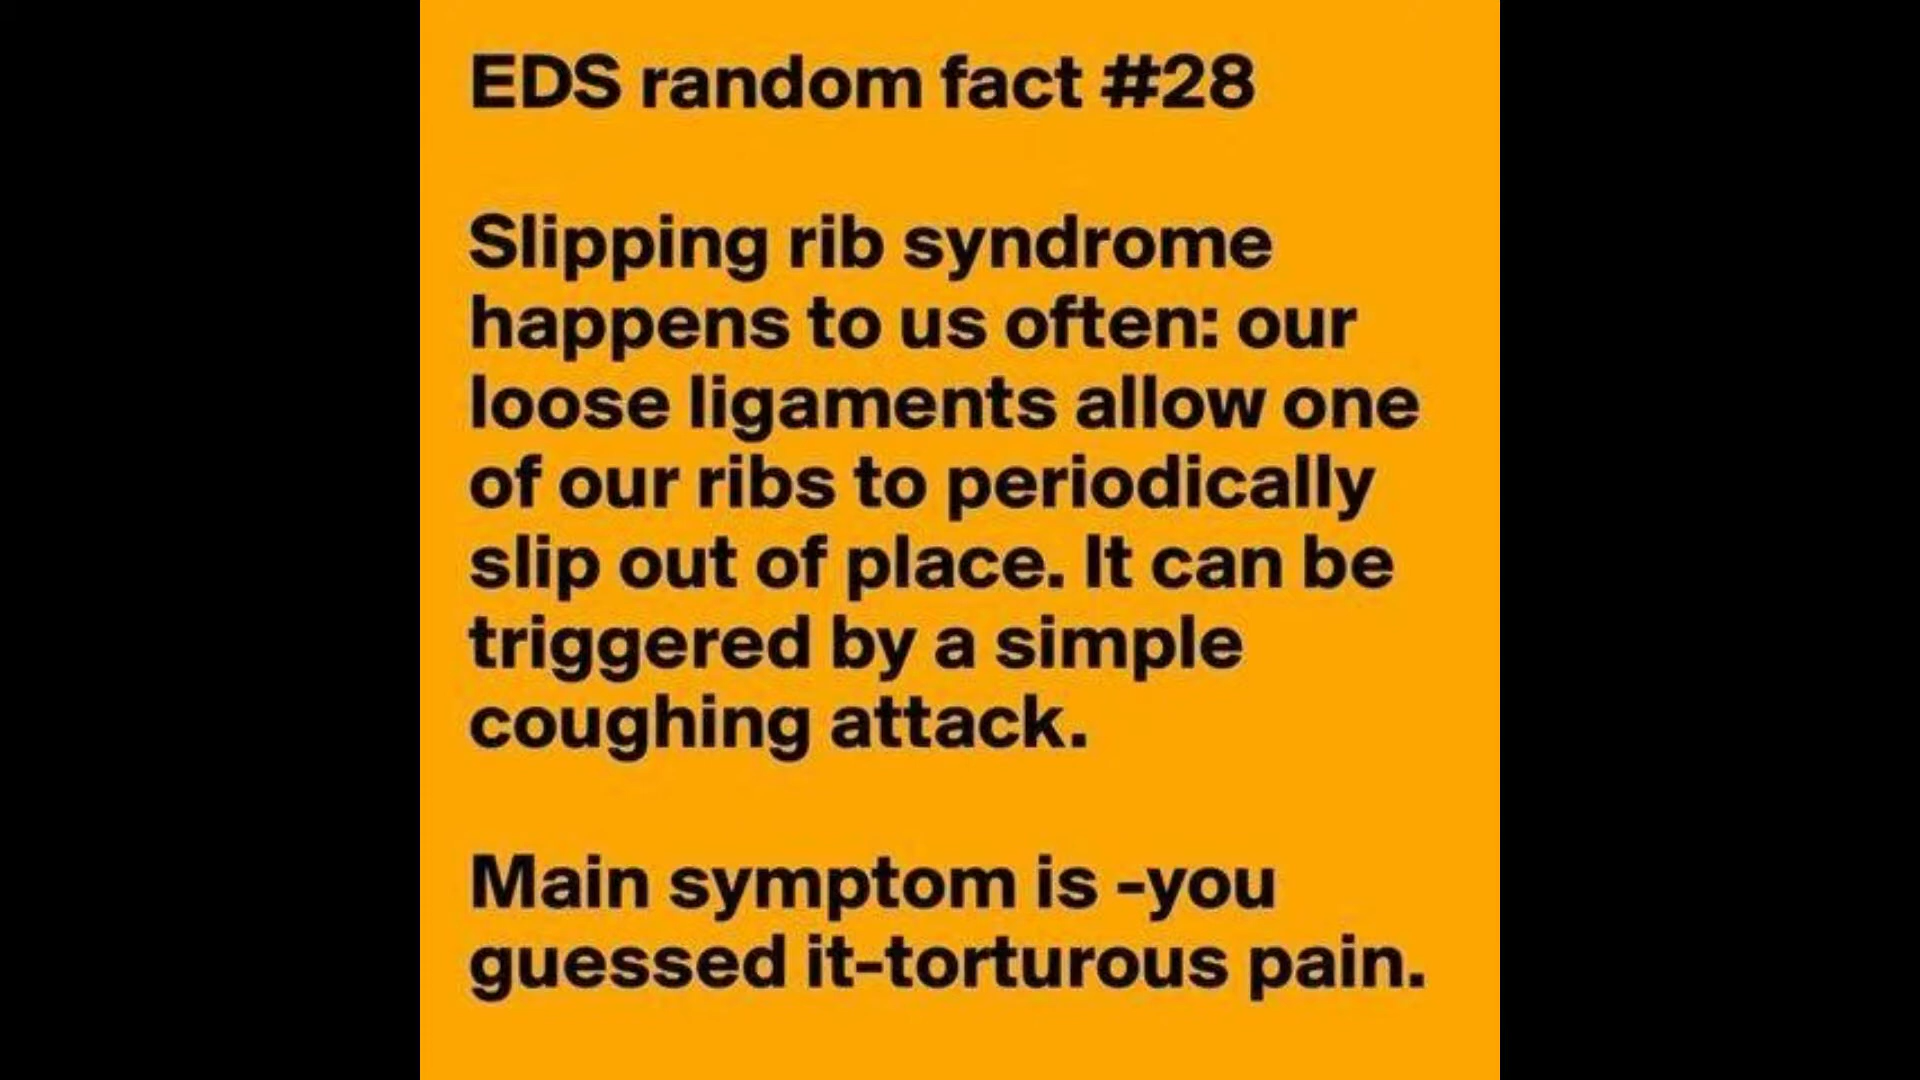 EDS random fact #28
Slipping rib syndrome
happens to us often: our
loose ligaments allow one
of our ribs to periodically
slip out of place. It can be
triggered by a simple
coughing attack.
Main symptom is -you
guessed it-torturous pain.